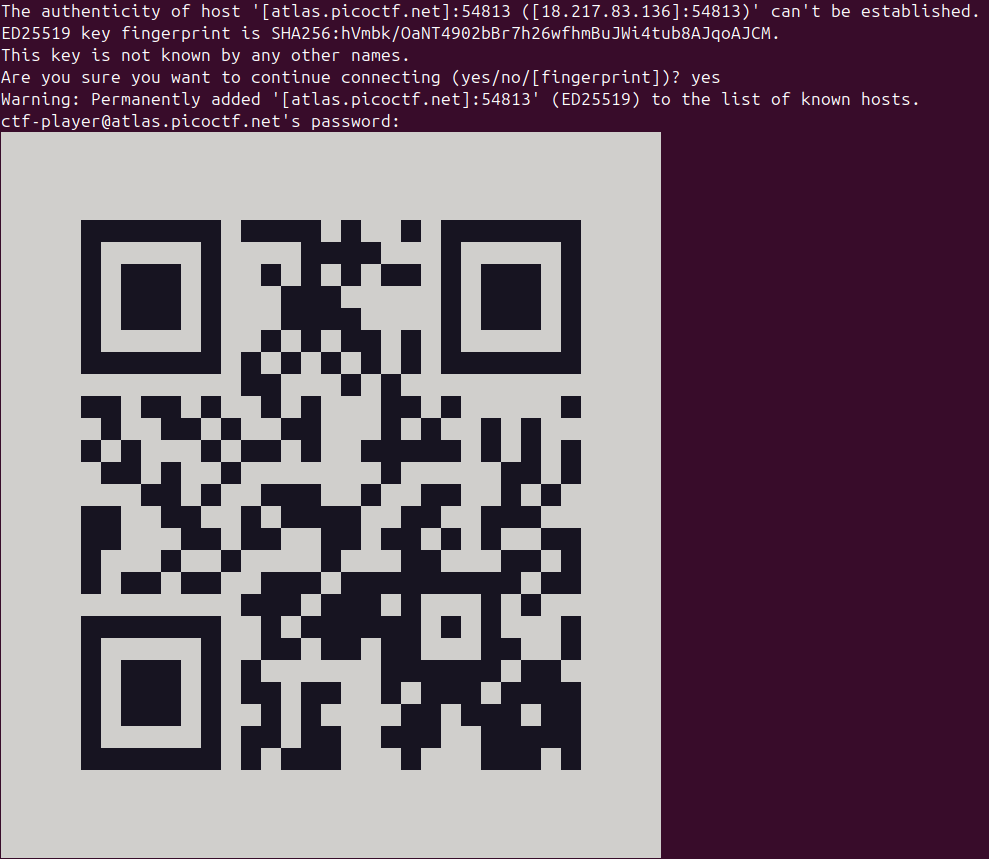 The authenticity of host '[atlas.picoctf.net]:54813 ([18.217.83.136]:54813)' can't be established.
ED25519 key fingerprint is SHA256:hVmbk/OaNT4902bBr7h26wfhmBuJWi4tub8AJqoAJCM.
This key is not known by any other names.
Are you sure you want to continue connecting (yes/no/[fingerprint])? yes
Warning: Permanently added '[atlas.picoctf.net]:54813' (ED25519) to the list of known hosts.
ctf-player@atlas.picoctf.net's password: